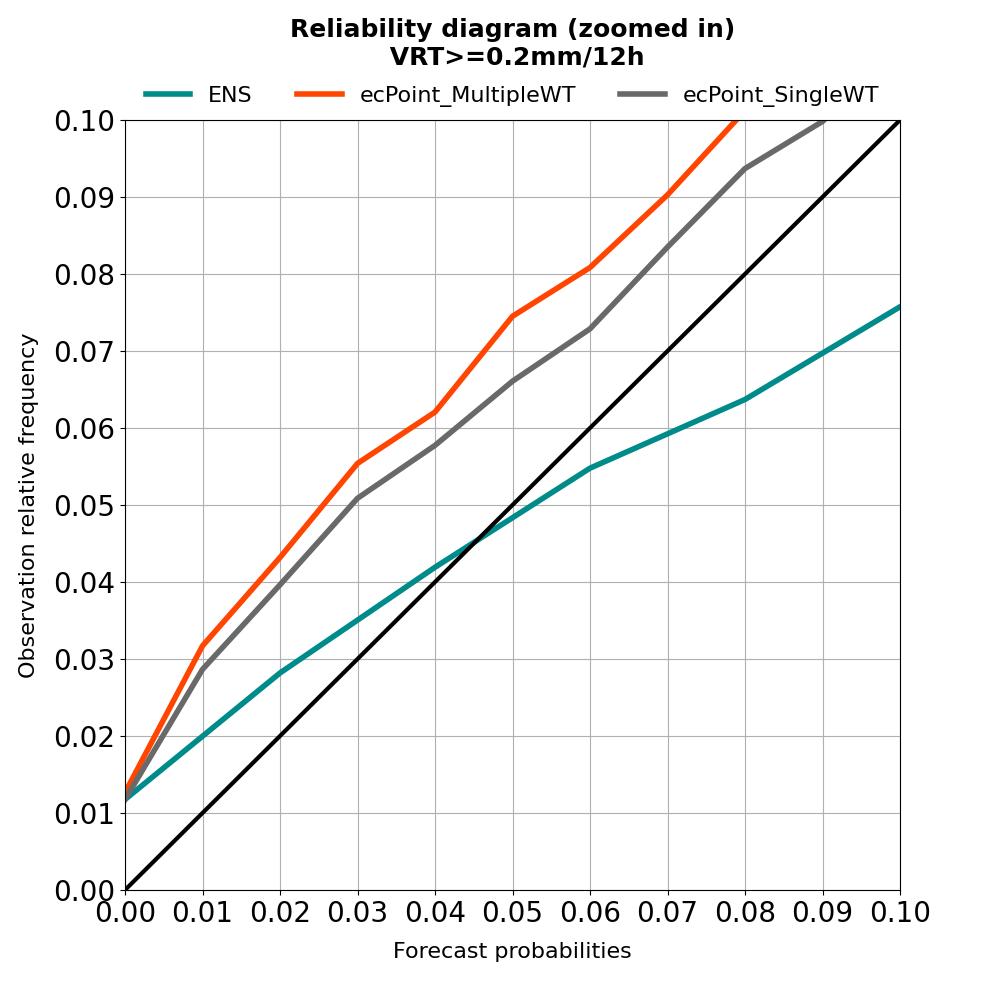 Reliability diagram (zoomed in)
VRT>=0.2mm/12h
ENS ecPoint_MultipleWT ecPoint_SingleWT
0.10
0.09
0.08
0.07
0.06
0.05
0.04
0.03
0.02
0.01
0.00
Observation relative frequency
0.00 0.01 0.02 0.03 0.04 0.05 0.06 0.07 0.08 0.09 0.10
Forecast probabilities